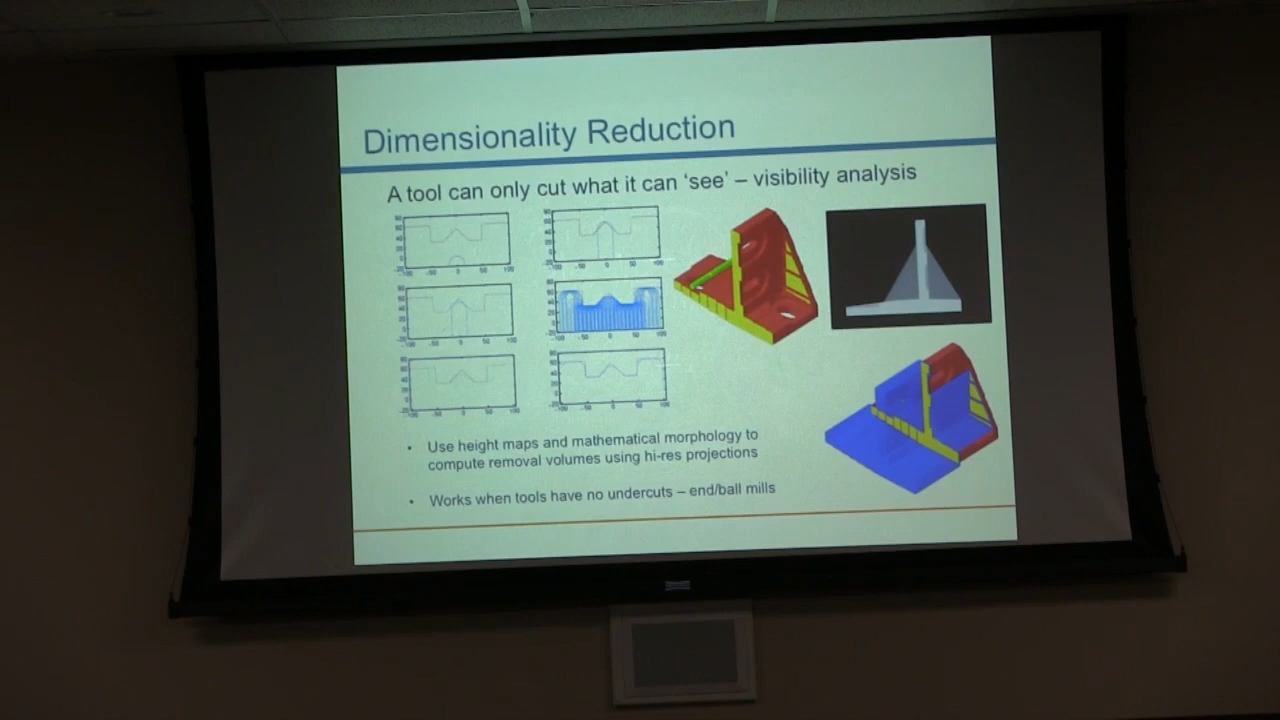 Dimensionality Reduction
A tool can only cut what it can ‘see’ – visibility analysis
• Use height maps and mathematical morphology to
compute removal volumes using hi-res projections
• Works when tools have no undercuts – end/ball mills